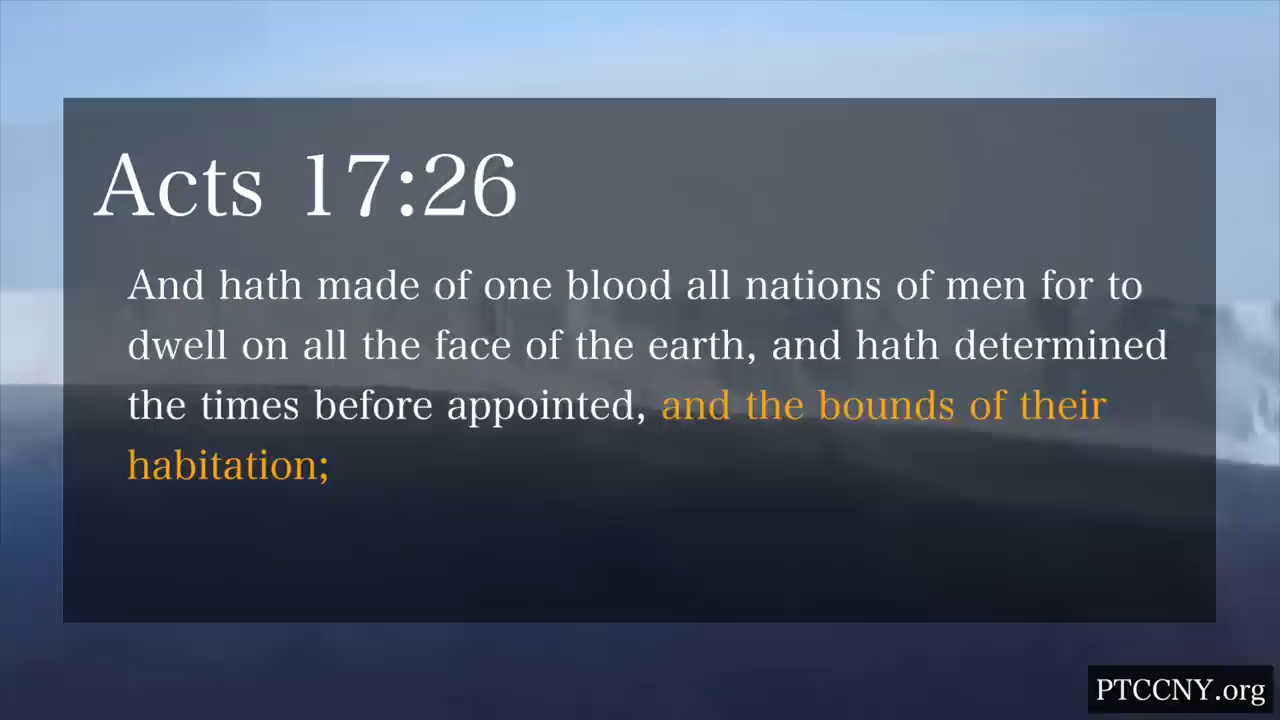 Acts 17:26
And hath made of one blood all nations of men for to
dwell on all the face of the earth, and hath determined
the times before appointed, and the bounds of their
habitation;
PTCCNY.org